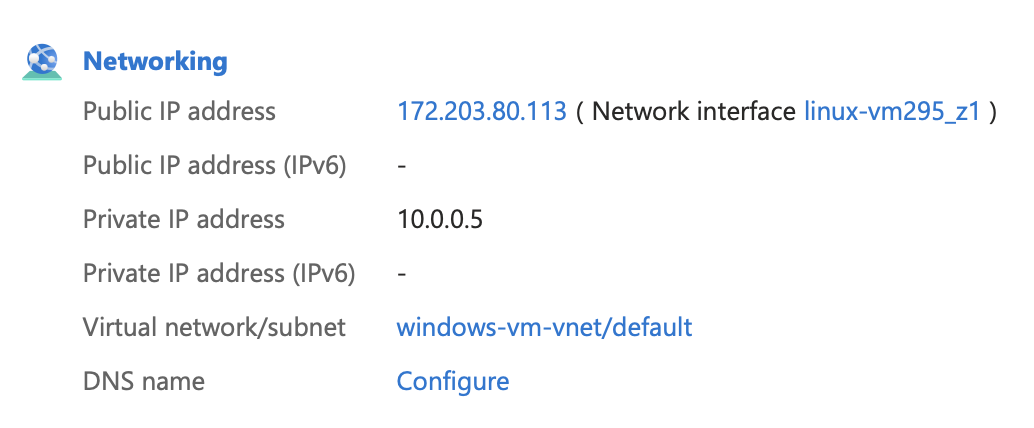 Networking
Public IP address 172.203.80.113 ( Network interface linux-vm295_z1 )
Public IP address (IPv6) -
Private IP address 10.0.0.5
Private IP address (IPv6) -
Virtual network/subnet windows-vm-vnet/default
DNS name Configure